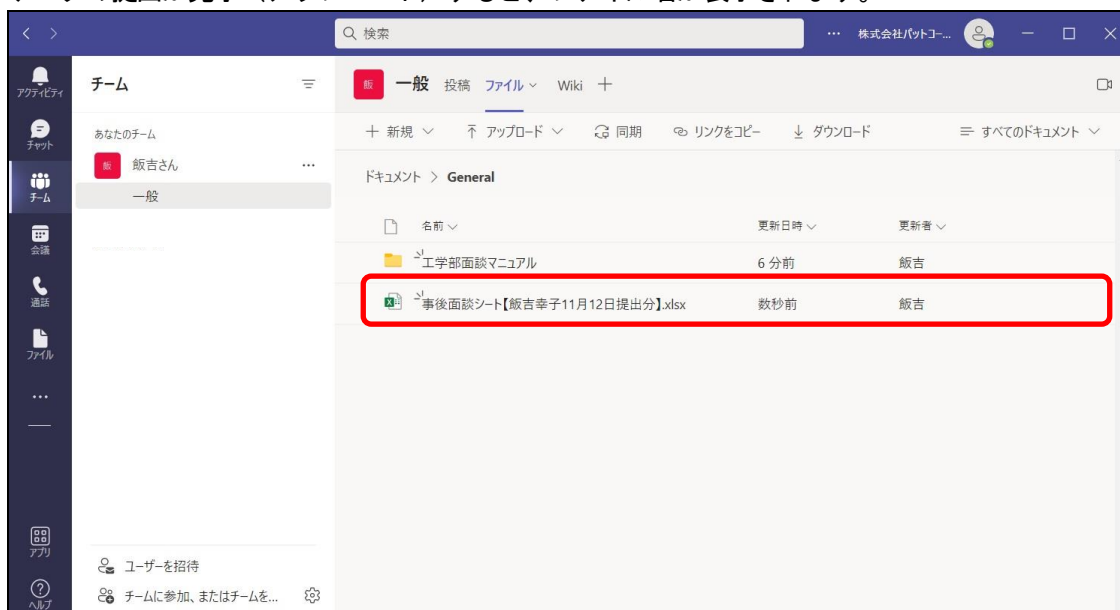 検索
… 株式会社パットコー...
アクティビティ
チャット
チーム
会議
通話
ファイル
…
アプリ
ヘルプ
チーム
あなたのチーム
飯 飯吉さん …
一般
ユーザーを招待
チームに参加、またはチームを...
飯 一般 投稿 ファイル Wiki
新規 アップロード 同期 リンクをコピー ダウンロード すべてのドキュメント
ドキュメント > General
名前 更新日時 更新者
工学部面談マニュアル 6 分前 飯吉
事後面談シート【飯吉幸子11月12日提出分】.xlsx 数秒前 飯吉